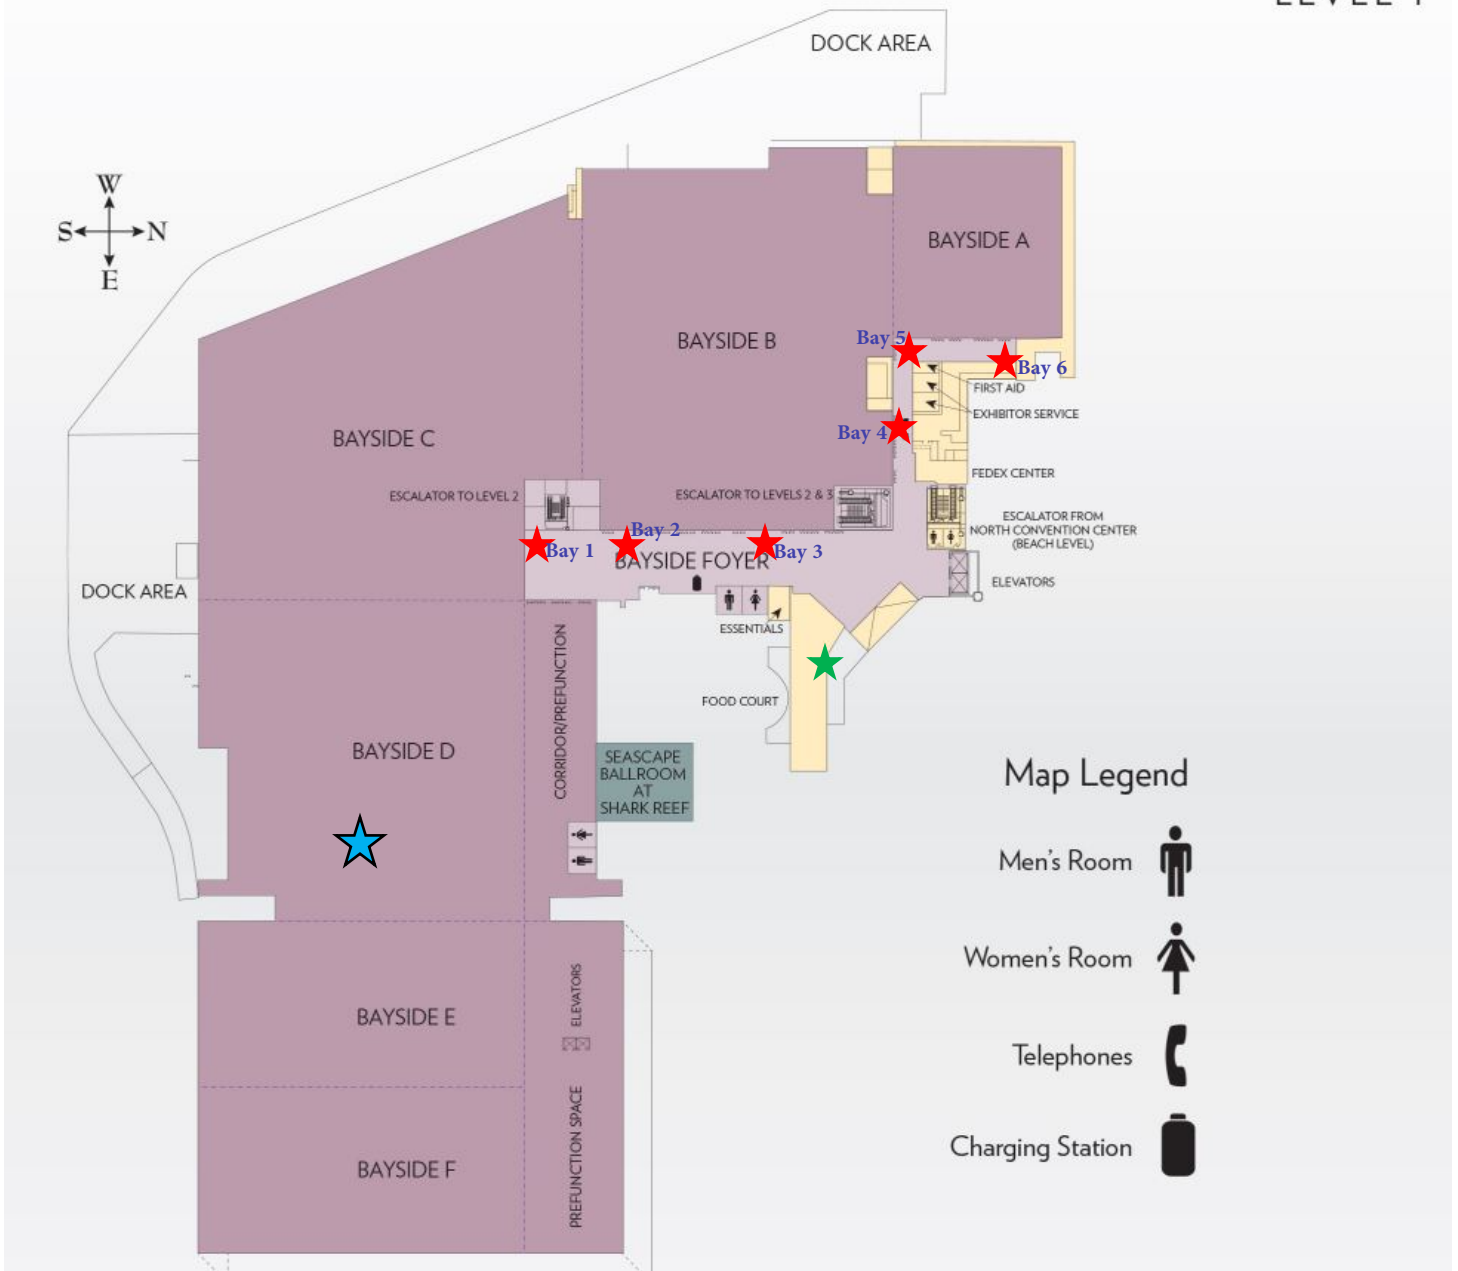 LEVEL 1
DOCK AREA
W
S N
E
BAYSIDE A
BAYSIDE B
Bay 5
Bay 6
FIRST AID
EXHIBITOR SERVICE
BAYSIDE C
Bay 4
FEDEX CENTER
ESCALATOR TO LEVEL 2
ESCALATOR TO LEVELS 2 & 3
ESCALATOR FROM
NORTH CONVENTION CENTER
(BEACH LEVEL)
Bay 1
Bay 2
Bay 3
BAYSIDE FOYER
ELEVATORS
DOCK AREA
ESSENTIALS
CORRIDOR/PREFUNCTION
FOOD COURT
BAYSIDE D
SEASCAPE
BALLROOM
AT
SHARK REEF
Map Legend
Men's Room
Women's Room
Telephones
Charging Station
BAYSIDE E
ELEVATORS
BAYSIDE F
PREFUNCTION SPACE